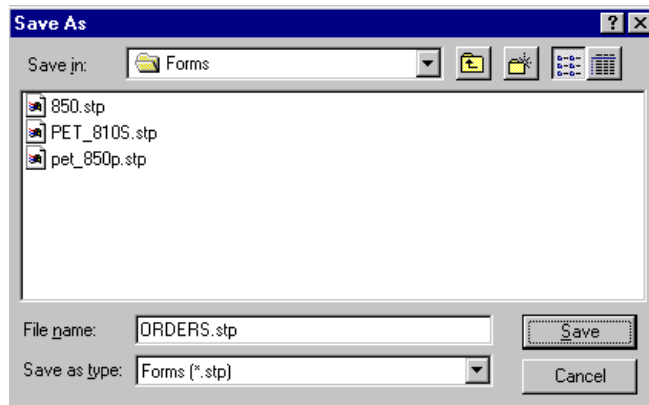 Save As
Save in: Forms
850.stp
PET_810S.stp
pet_850p.stp
File name: ORDERS.stp Save
Save as type: Forms (*.stp) Cancel